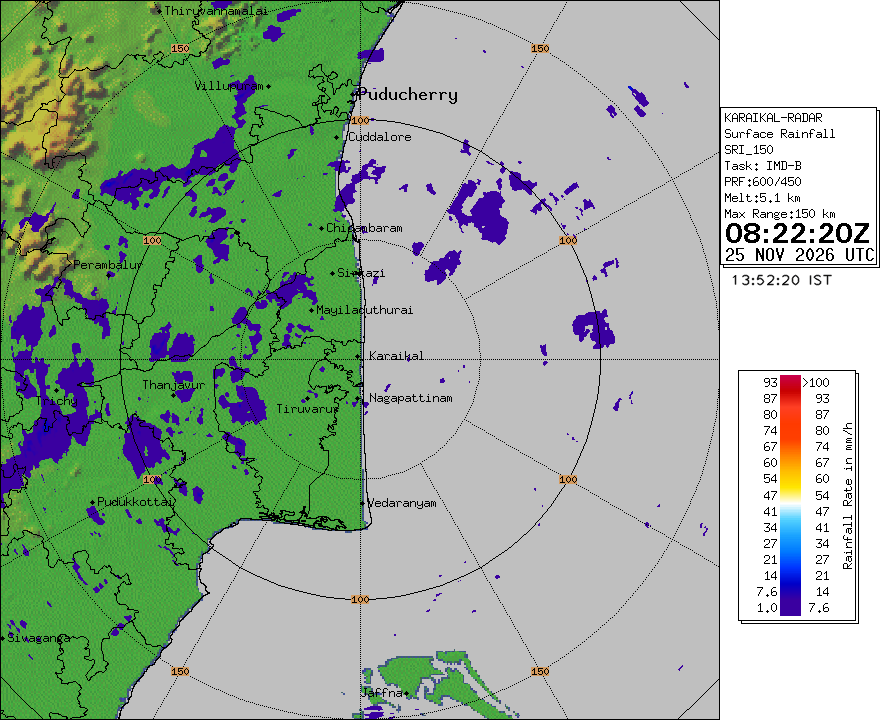 Thiruvannamalai
150
150
Villupuram
Puducherry
100
Cuddalore
Chidambaram
100
100
Perambalur
Sirkazi
Mayiladuthurai
Karaikal
Thanjavur
Trichy
Nagapattinam
Tiruvarur
100
100
Pudukkottai
Vedaranyam
100
Sivaganga
150
150
Jaffna
KARAIKAL-RADAR
Surface Rainfall
SRI_150
Task: IMD-B
PRF:600/450
Melt:5.1 km
Max Range:150 km
08:22:20Z
25 NOV 2026 UTC
13:52:20 IST
93 >100
87 93
80 87
74 80
67 74
60 67
54 60
47 54
41 47
34 41
27 34
21 27
14 21
7.6 14
1.0 7.6
Rainfall Rate in mm/h